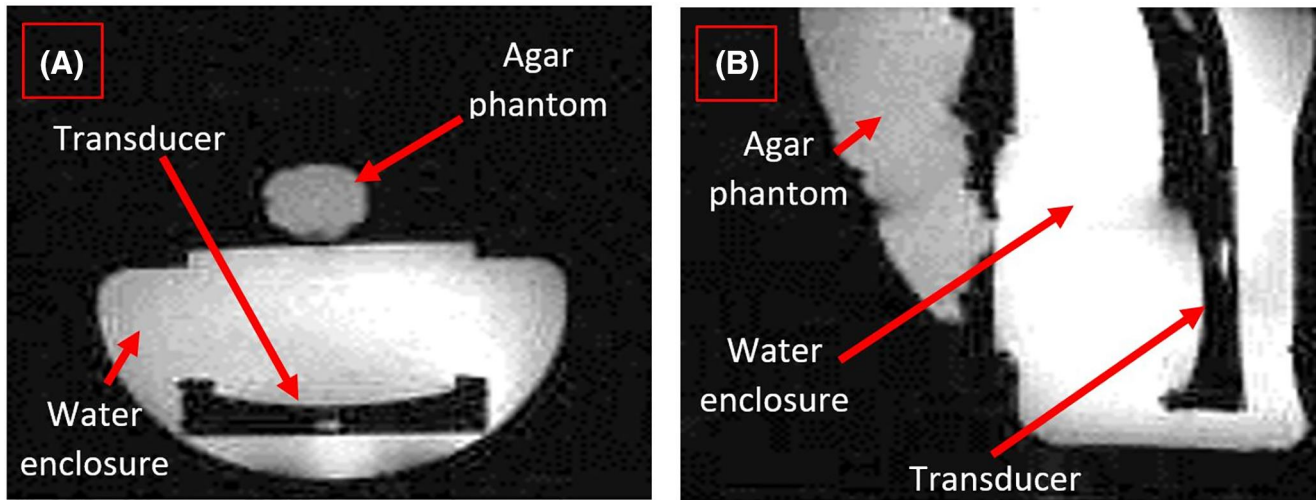 (A)
Agar
phantom
Transducer
Water
enclosure
(B)
Agar
phantom
Water
enclosure
Transducer